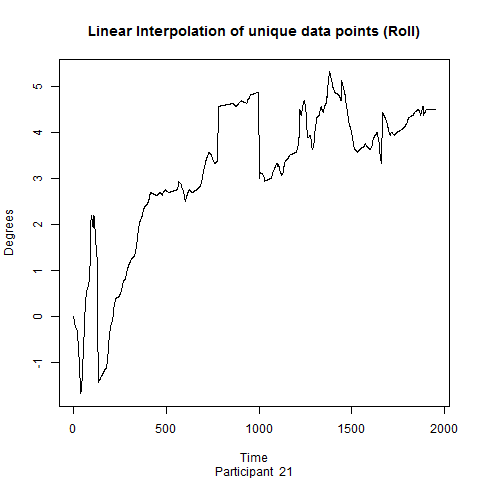 Linear Interpolation of unique data points (Roll)
5
4
3
2
1
0
-1
Degrees
0 500 1000 1500 2000
Time
Participant 21